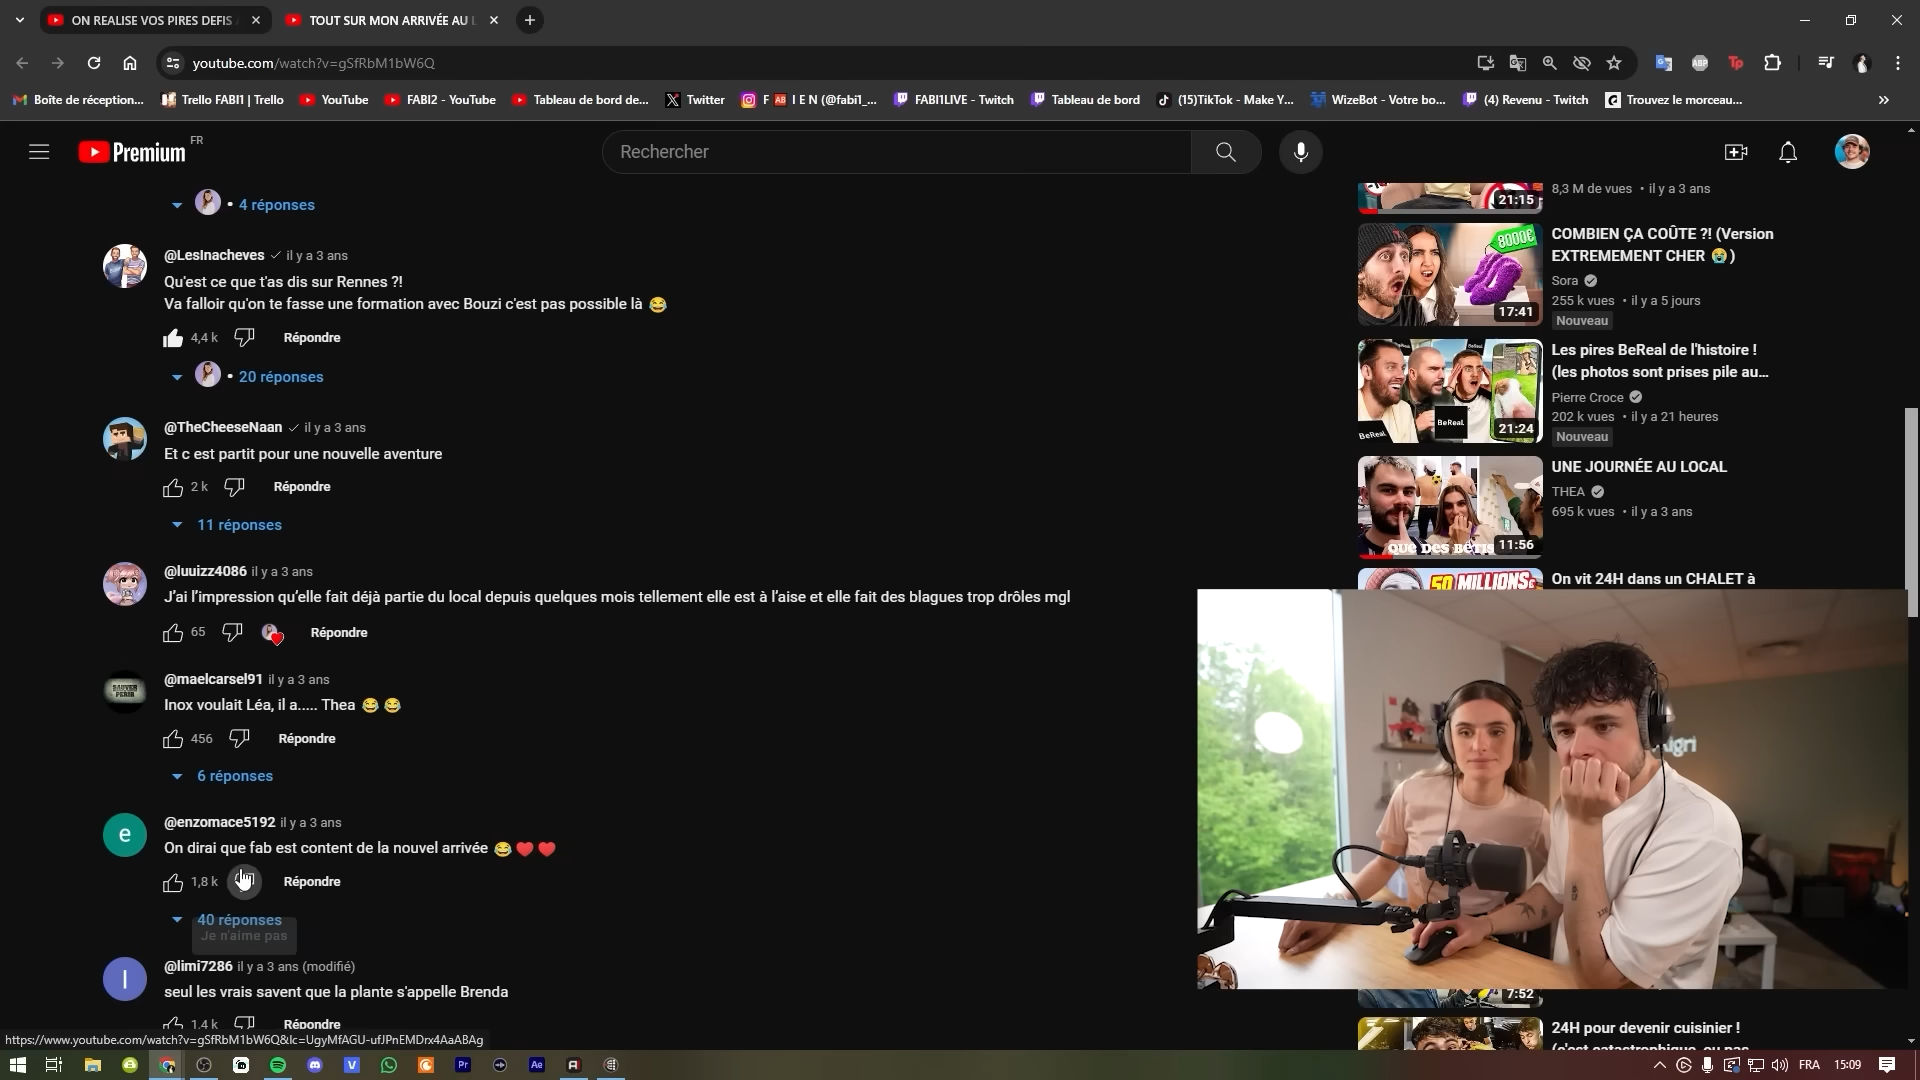 ON REALISE VOS PIRES DEFIS
TOUT SUR MON ARRIVÉE AU L
youtube.com/watch?v=gSfRbM1bW6Q
Boîte de réception...
Trello FABI1 | Trello
YouTube
FABI2 - YouTube
Tableau de bord de...
Twitter
F 🆎 I E N (@fabi1_...
FABI1LIVE - Twitch
Tableau de bord
(15)TikTok - Make Y...
WizeBot - Votre bo...
(4) Revenu - Twitch
Trouvez le morceau...
Premium
FR
Rechercher
• 4 réponses
@LesInacheves il y a 3 ans
Qu'est ce que t'as dis sur Rennes ?!
Va falloir qu'on te fasse une formation avec Bouzi c'est pas possible là 😂
4,4 k Répondre
• 20 réponses
@TheCheeseNaan il y a 3 ans
Et c est partit pour une nouvelle aventure
2 k Répondre
11 réponses
@luuizz4086 il y a 3 ans
J’ai l’impression qu’elle fait déjà partie du local depuis quelques mois tellement elle est à l’aise et elle fait des blagues trop drôles mgl
65 Répondre
SAUVER
PERIR
@maelcarsel91 il y a 3 ans
Inox voulait Léa, il a..... Thea 😂 😂
456 Répondre
6 réponses
e
@enzomace5192 il y a 3 ans
On dirai que fab est content de la nouvel arrivée 😂❤️❤️
1,8 k Répondre
40 réponses
Je n'aime pas
l
@limi7286 il y a 3 ans (modifié)
seul les vrais savent que la plante s'appelle Brenda
1,4 k Répondre
21:15
8,3 M de vues • il y a 3 ans
8000€
17:41
COMBIEN ÇA COÛTE ?! (Version
EXTREMEMENT CHER 😭)
Sora
255 k vues • il y a 5 jours
Nouveau
BeReal.
BeReal.
BeReal.
21:24
Les pires BeReal de l'histoire !
(les photos sont prises pile au...
Pierre Croce
202 k vues • il y a 21 heures
Nouveau
QUE DES BÊTIS
11:56
UNE JOURNÉE AU LOCAL
THEA
695 k vues • il y a 3 ans
50 MILLIONS
On vit 24H dans un CHALET à
7:52
24H pour devenir cuisinier !
(c'est catastrophique, ou pas
https://www.youtube.com/watch?v=gSfRbM1bW6Q&lc=UgyMfAGU-ufJPnEMDrx4AaABAg
FRA
15:09